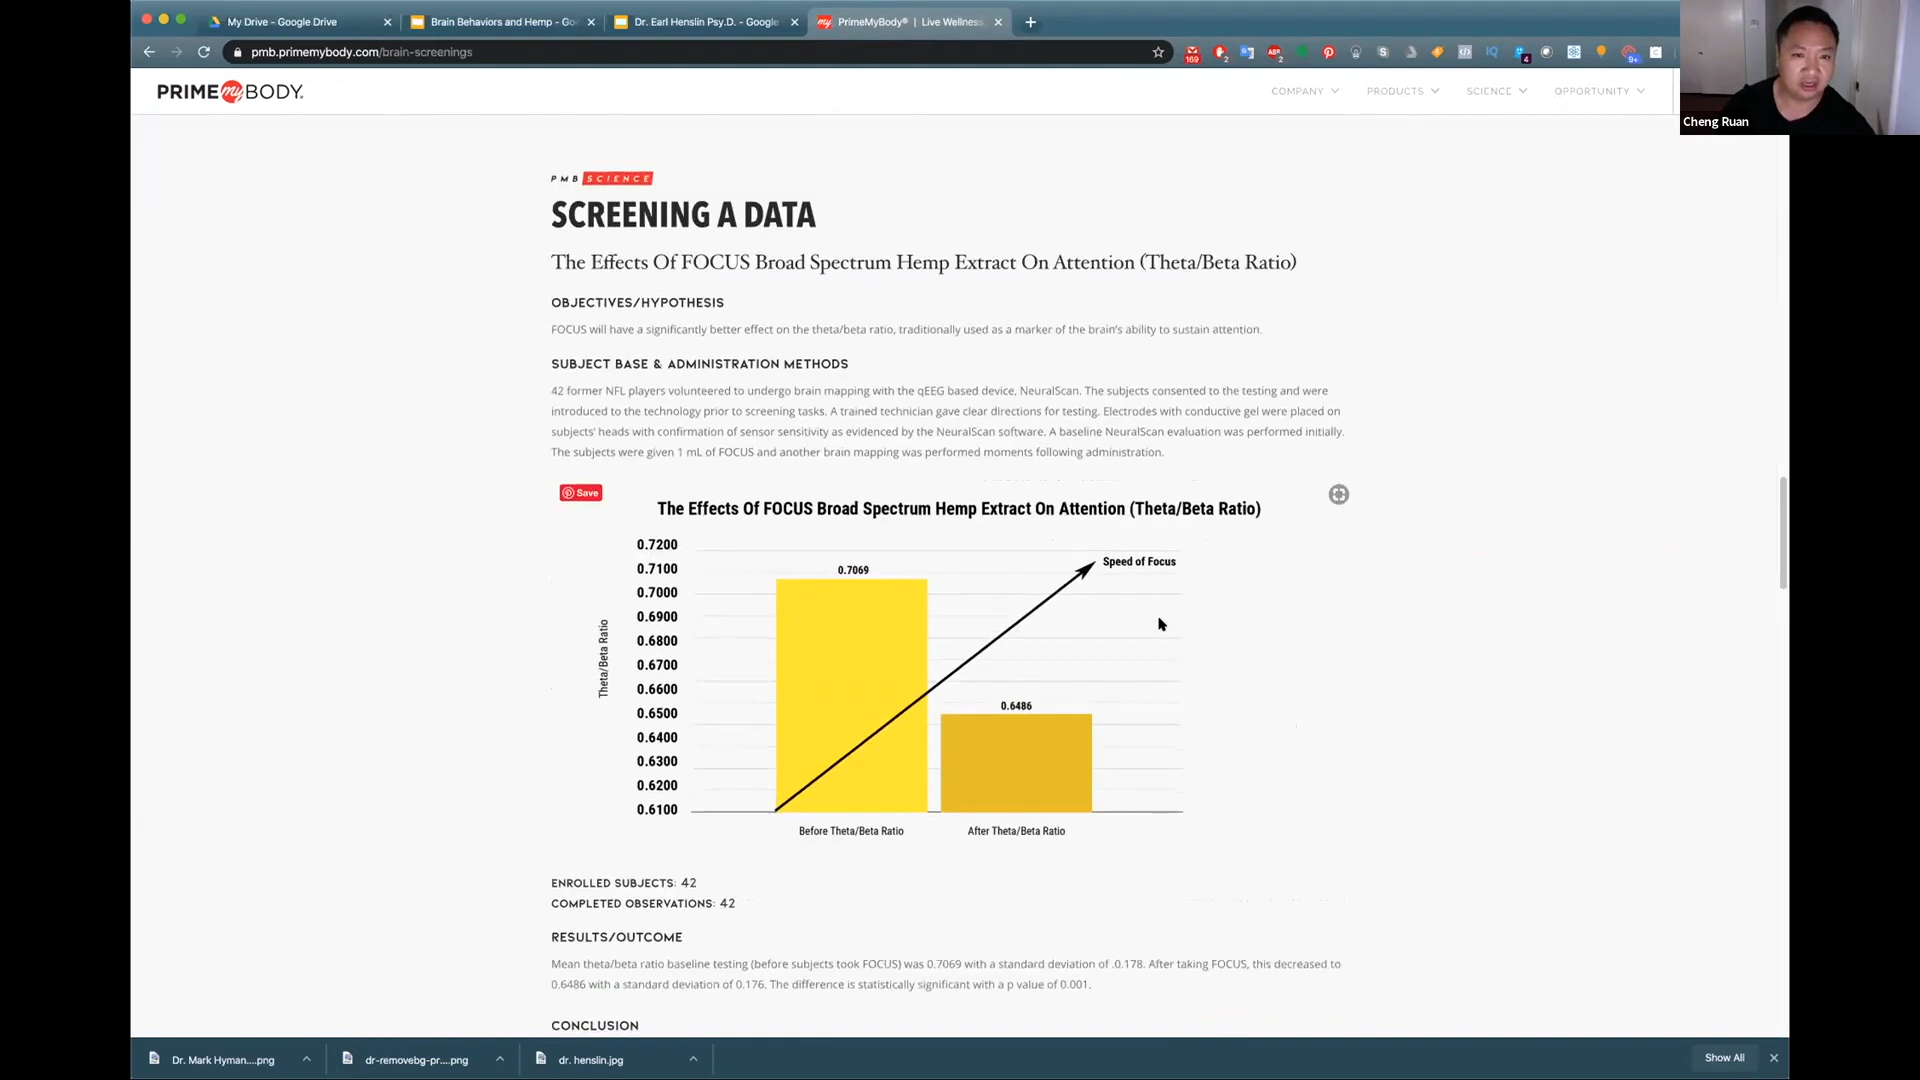 My Drive - Google Drive
Brain Behaviors and Hemp - Go
Dr. Earl Henslin Psy.D. - Google
my PrimeMyBody® | Live Wellness
pmb.primemybody.com/brain-screenings
169
2
ABP
2
S
IQ
4
9+
Cheng Ruan
PRIME my BODY.
COMPANY
PRODUCTS
SCIENCE
OPPORTUNITY
PMB SCIENCE
SCREENING A DATA
The Effects Of FOCUS Broad Spectrum Hemp Extract On Attention (Theta/Beta Ratio)
OBJECTIVES/HYPOTHESIS
FOCUS will have a significantly better effect on the theta/beta ratio, traditionally used as a marker of the brain's ability to sustain attention.
SUBJECT BASE & ADMINISTRATION METHODS
42 former NFL players volunteered to undergo brain mapping with the qEEG based device, NeuralScan. The subjects consented to the testing and were
introduced to the technology prior to screening tasks. A trained technician gave clear directions for testing. Electrodes with conductive gel were placed on
subjects' heads with confirmation of sensor sensitivity as evidenced by the NeuralScan software. A baseline NeuralScan evaluation was performed initially.
The subjects were given 1 mL of FOCUS and another brain mapping was performed moments following administration.
Save
The Effects Of FOCUS Broad Spectrum Hemp Extract On Attention (Theta/Beta Ratio)
0.7200
0.7100
0.7000
0.6900
0.6800
0.6700
0.6600
0.6500
0.6400
0.6300
0.6200
0.6100
Theta/Beta Ratio
0.7069
Speed of Focus
0.6486
Before Theta/Beta Ratio
After Theta/Beta Ratio
ENROLLED SUBJECTS: 42
COMPLETED OBSERVATIONS: 42
RESULTS/OUTCOME
Mean theta/beta ratio baseline testing (before subjects took FOCUS) was 0.7069 with a standard deviation of .0.178. After taking FOCUS, this decreased to
0.6486 with a standard deviation of 0.176. The difference is statistically significant with a p value of 0.001.
CONCLUSION
Dr. Mark Hyman....png
dr-removebg-pr....png
dr. henslin.jpg
Show All